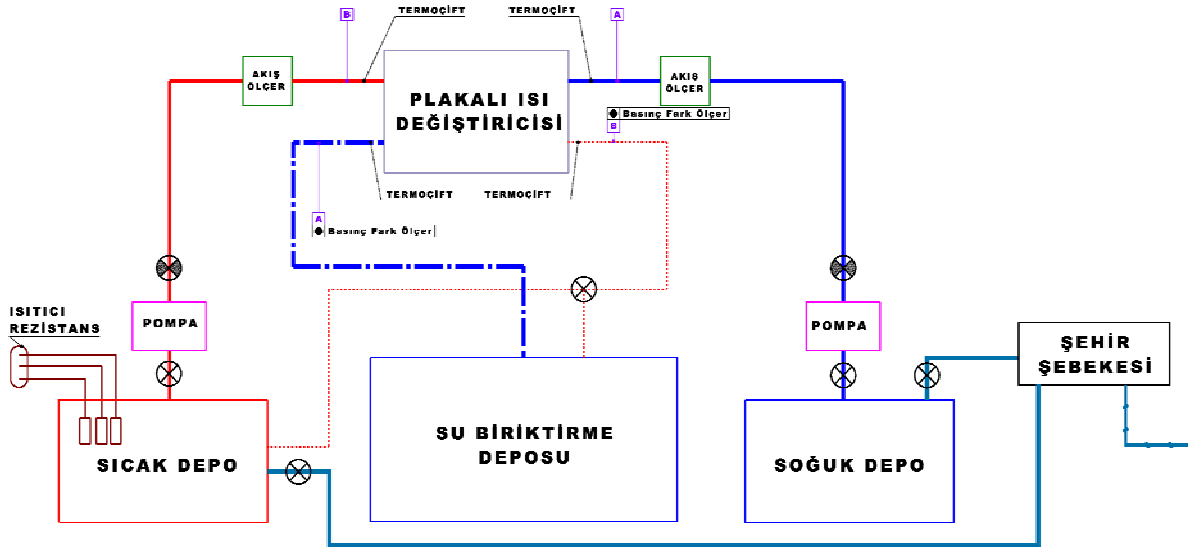 B
TERMOÇİFT
TERMOÇİFT
A
AKIŞ
ÖLÇER
PLAKALI ISI
DEĞİŞTİRİCİSİ
AKIŞ
ÖLÇER
Basınç Fark Ölçer
B
TERMOÇİFT
TERMOÇİFT
A
Basınç Fark Ölçer
ISITICI
REZİSTANS
POMPA
POMPA
ŞEHİR
ŞEBEKESİ
SICAK DEPO
SU BİRİKTİRME
DEPOSU
SOĞUK DEPO